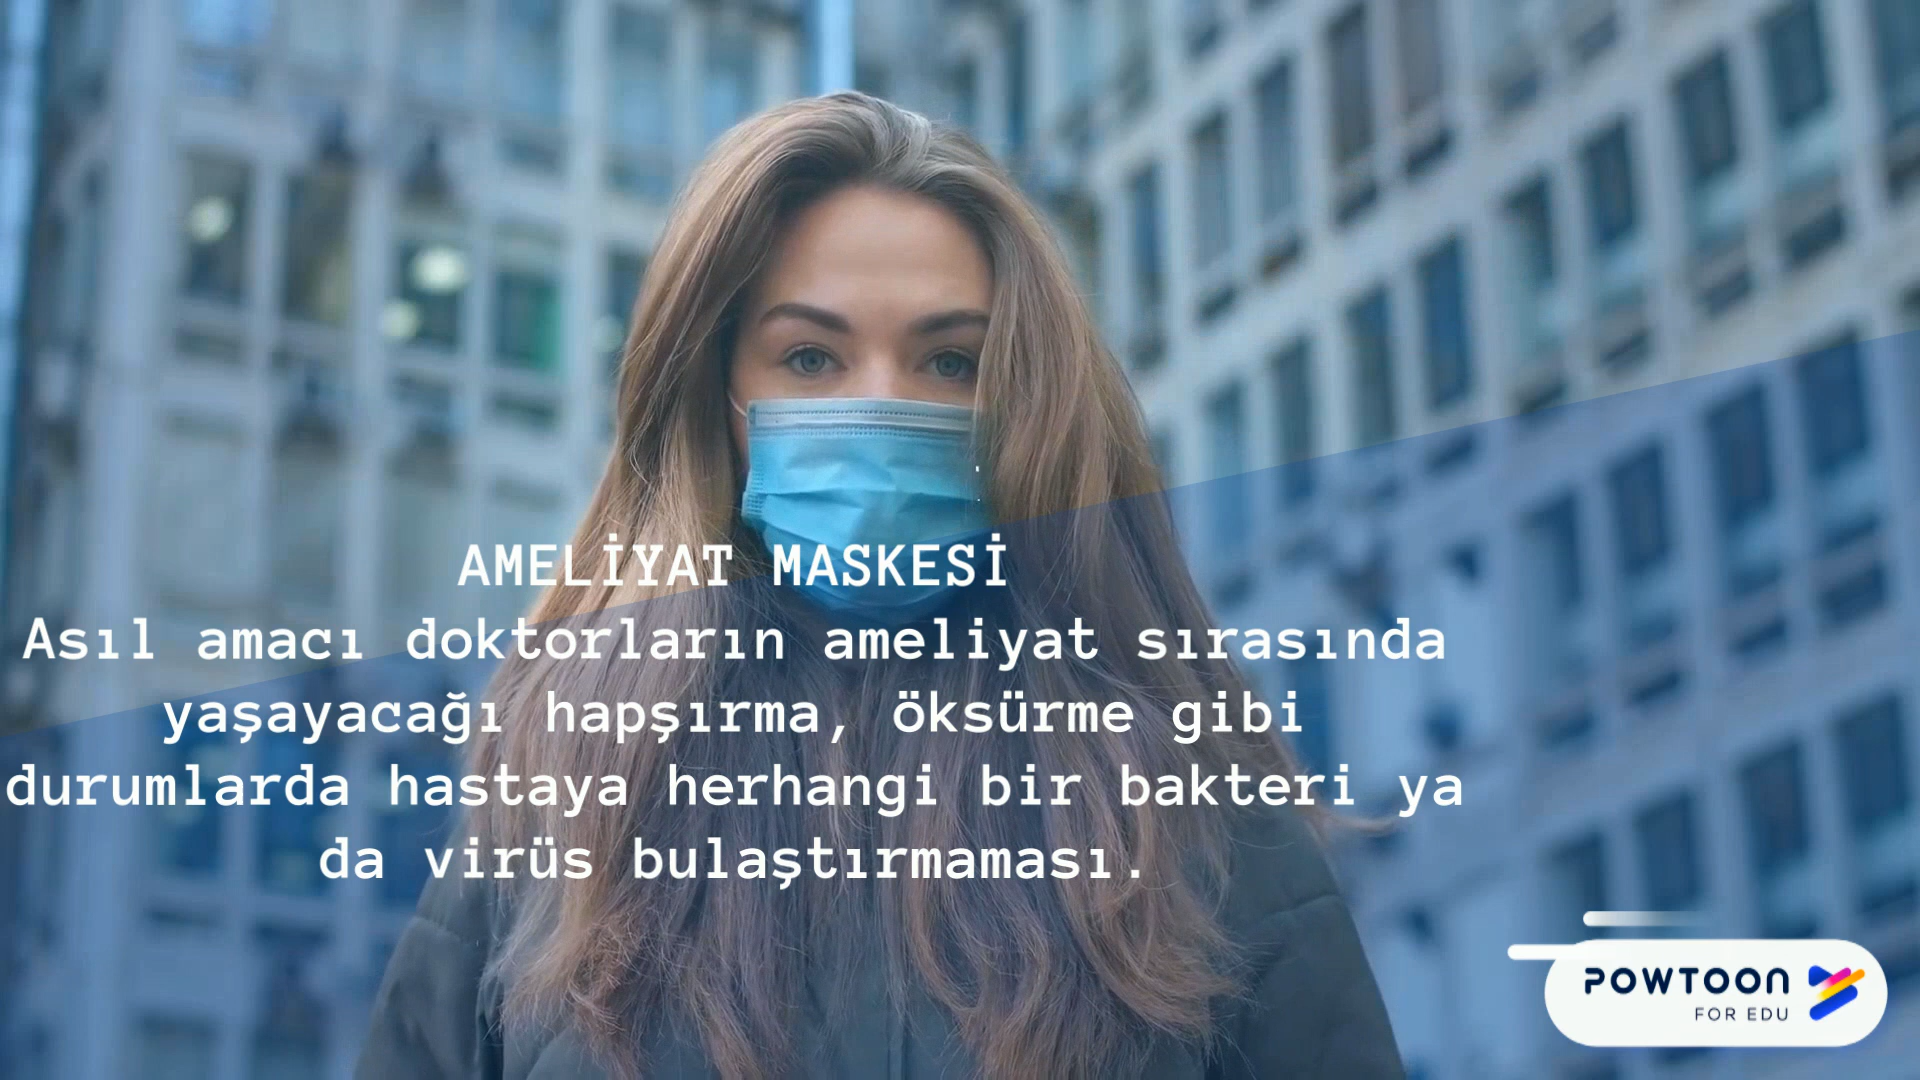 AMELİYAT MASKESİ
Asıl amacı doktorların ameliyat sırasında
yaşayacağı hapşırma, öksürme gibi
durumlarda hastaya herhangi bir bakteri ya
da virüs bulaştırmaması.
POWTOON
FOR EDU